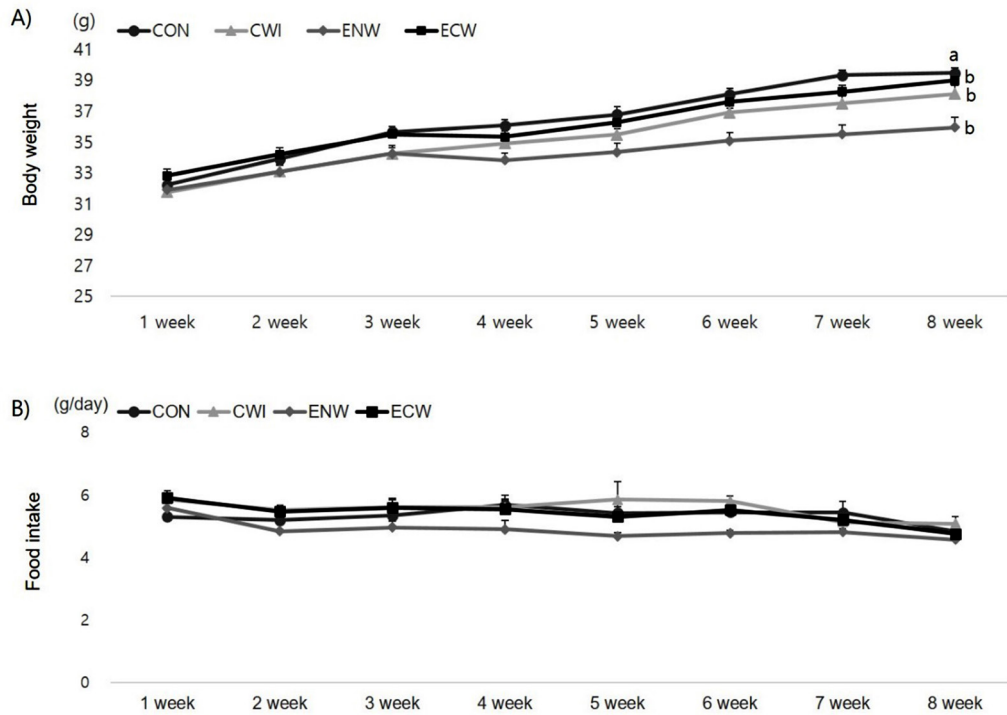 A)
(g)
CON CWI ENW ECW
41
39
37
35
33
31
29
27
25
Body weight
a
b
b
b
1 week 2 week 3 week 4 week 5 week 6 week 7 week 8 week
B)
(g/day)
CON CWI ENW ECW
8
6
4
2
0
Food intake
1 week 2 week 3 week 4 week 5 week 6 week 7 week 8 week